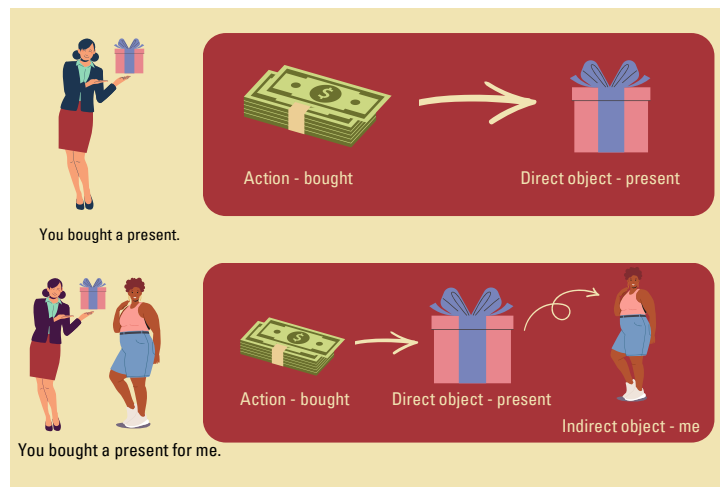 $
Action - bought
Direct object - present
You bought a present.
$
Action - bought
Direct object - present
Indirect object - me
You bought a present for me.